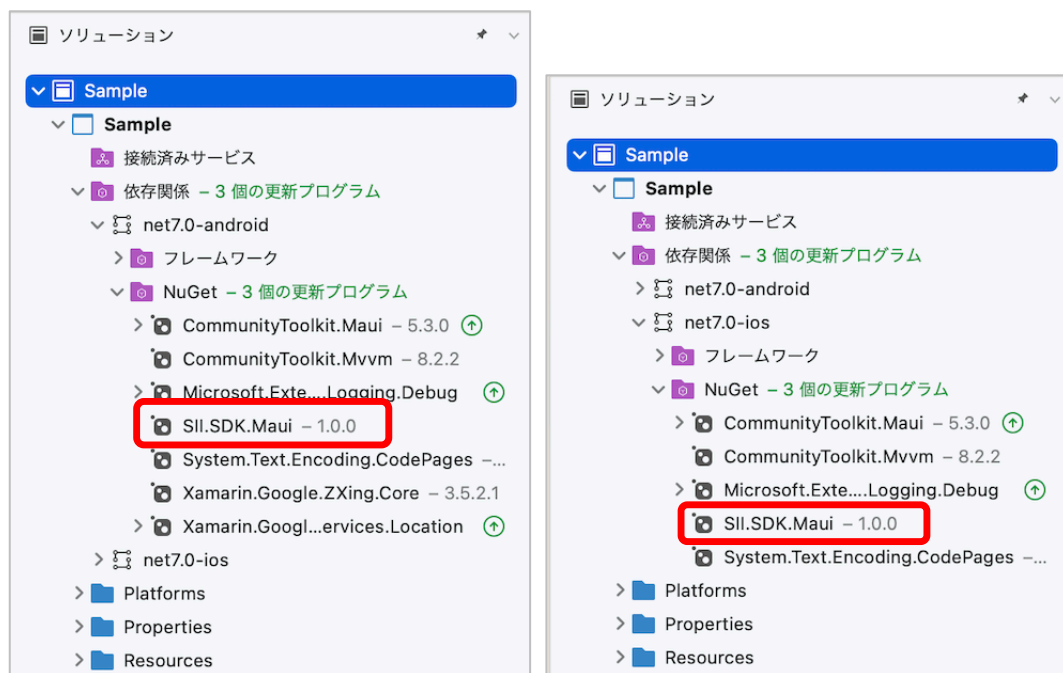 ソリューション
Sample
Sample
接続済みサービス
依存関係 – 3 個の更新プログラム
net7.0-android
フレームワーク
NuGet – 3 個の更新プログラム
CommunityToolkit.Maui – 5.3.0
CommunityToolkit.Mvvm – 8.2.2
Microsoft.Exte....Logging.Debug
SII.SDK.Maui – 1.0.0
System.Text.Encoding.CodePages –...
Xamarin.Google.ZXing.Core – 3.5.2.1
Xamarin.Googl...ervices.Location
net7.0-ios
Platforms
Properties
Resources
ソリューション
Sample
Sample
接続済みサービス
依存関係 – 3 個の更新プログラム
net7.0-android
net7.0-ios
フレームワーク
NuGet – 3 個の更新プログラム
CommunityToolkit.Maui – 5.3.0
CommunityToolkit.Mvvm – 8.2.2
Microsoft.Exte....Logging.Debug
SII.SDK.Maui – 1.0.0
System.Text.Encoding.CodePages –...
Platforms
Properties
Resources